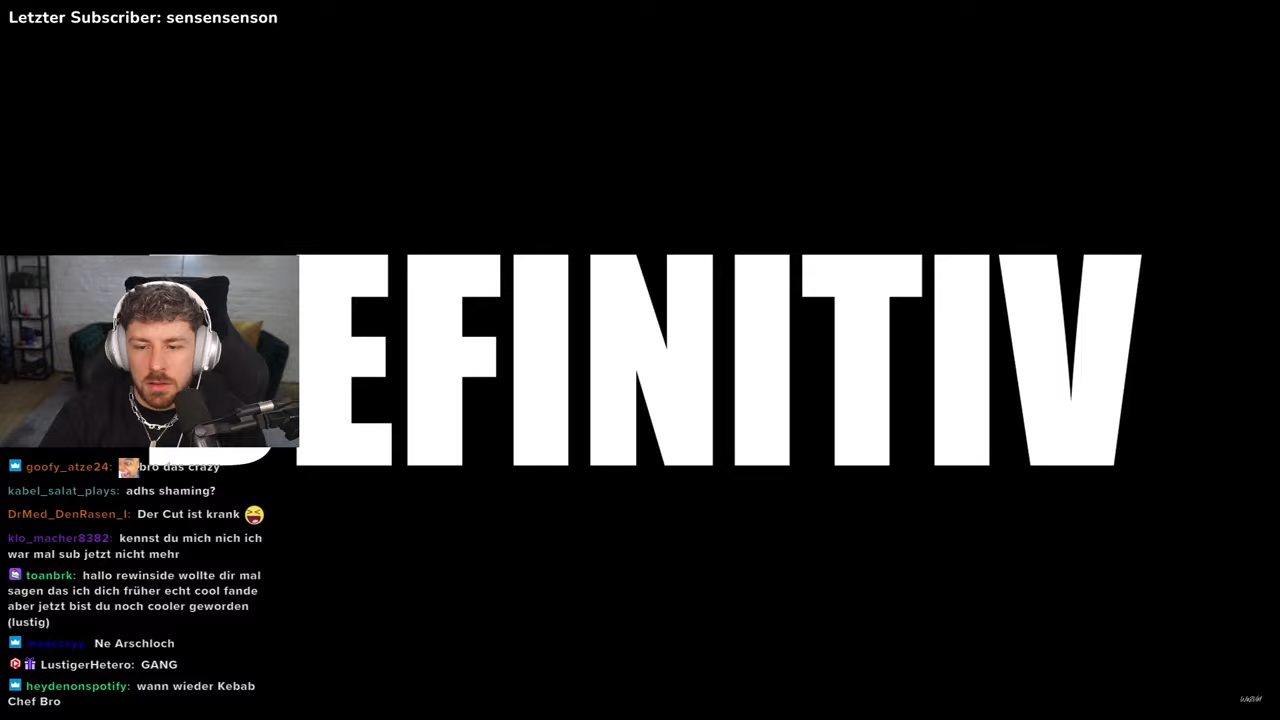 Letzter Subscriber: sensensenson
DEFINITIV
goofy_atze24: bro das crazy
kabel_salat_plays: adhs shaming?
DrMed_DenRasen_I: Der Cut ist krank
klo_macher8382: kennst du mich nich ich
war mal sub jetzt nicht mehr
toanbrk: hallo rewinside wollte dir mal
sagen das ich dich früher echt cool fande
aber jetzt bist du noch cooler geworden
(lustig)
Ne Arschloch
LustigerHetero: GANG
heydenonspotify: wann wieder Kebab
Chef Bro